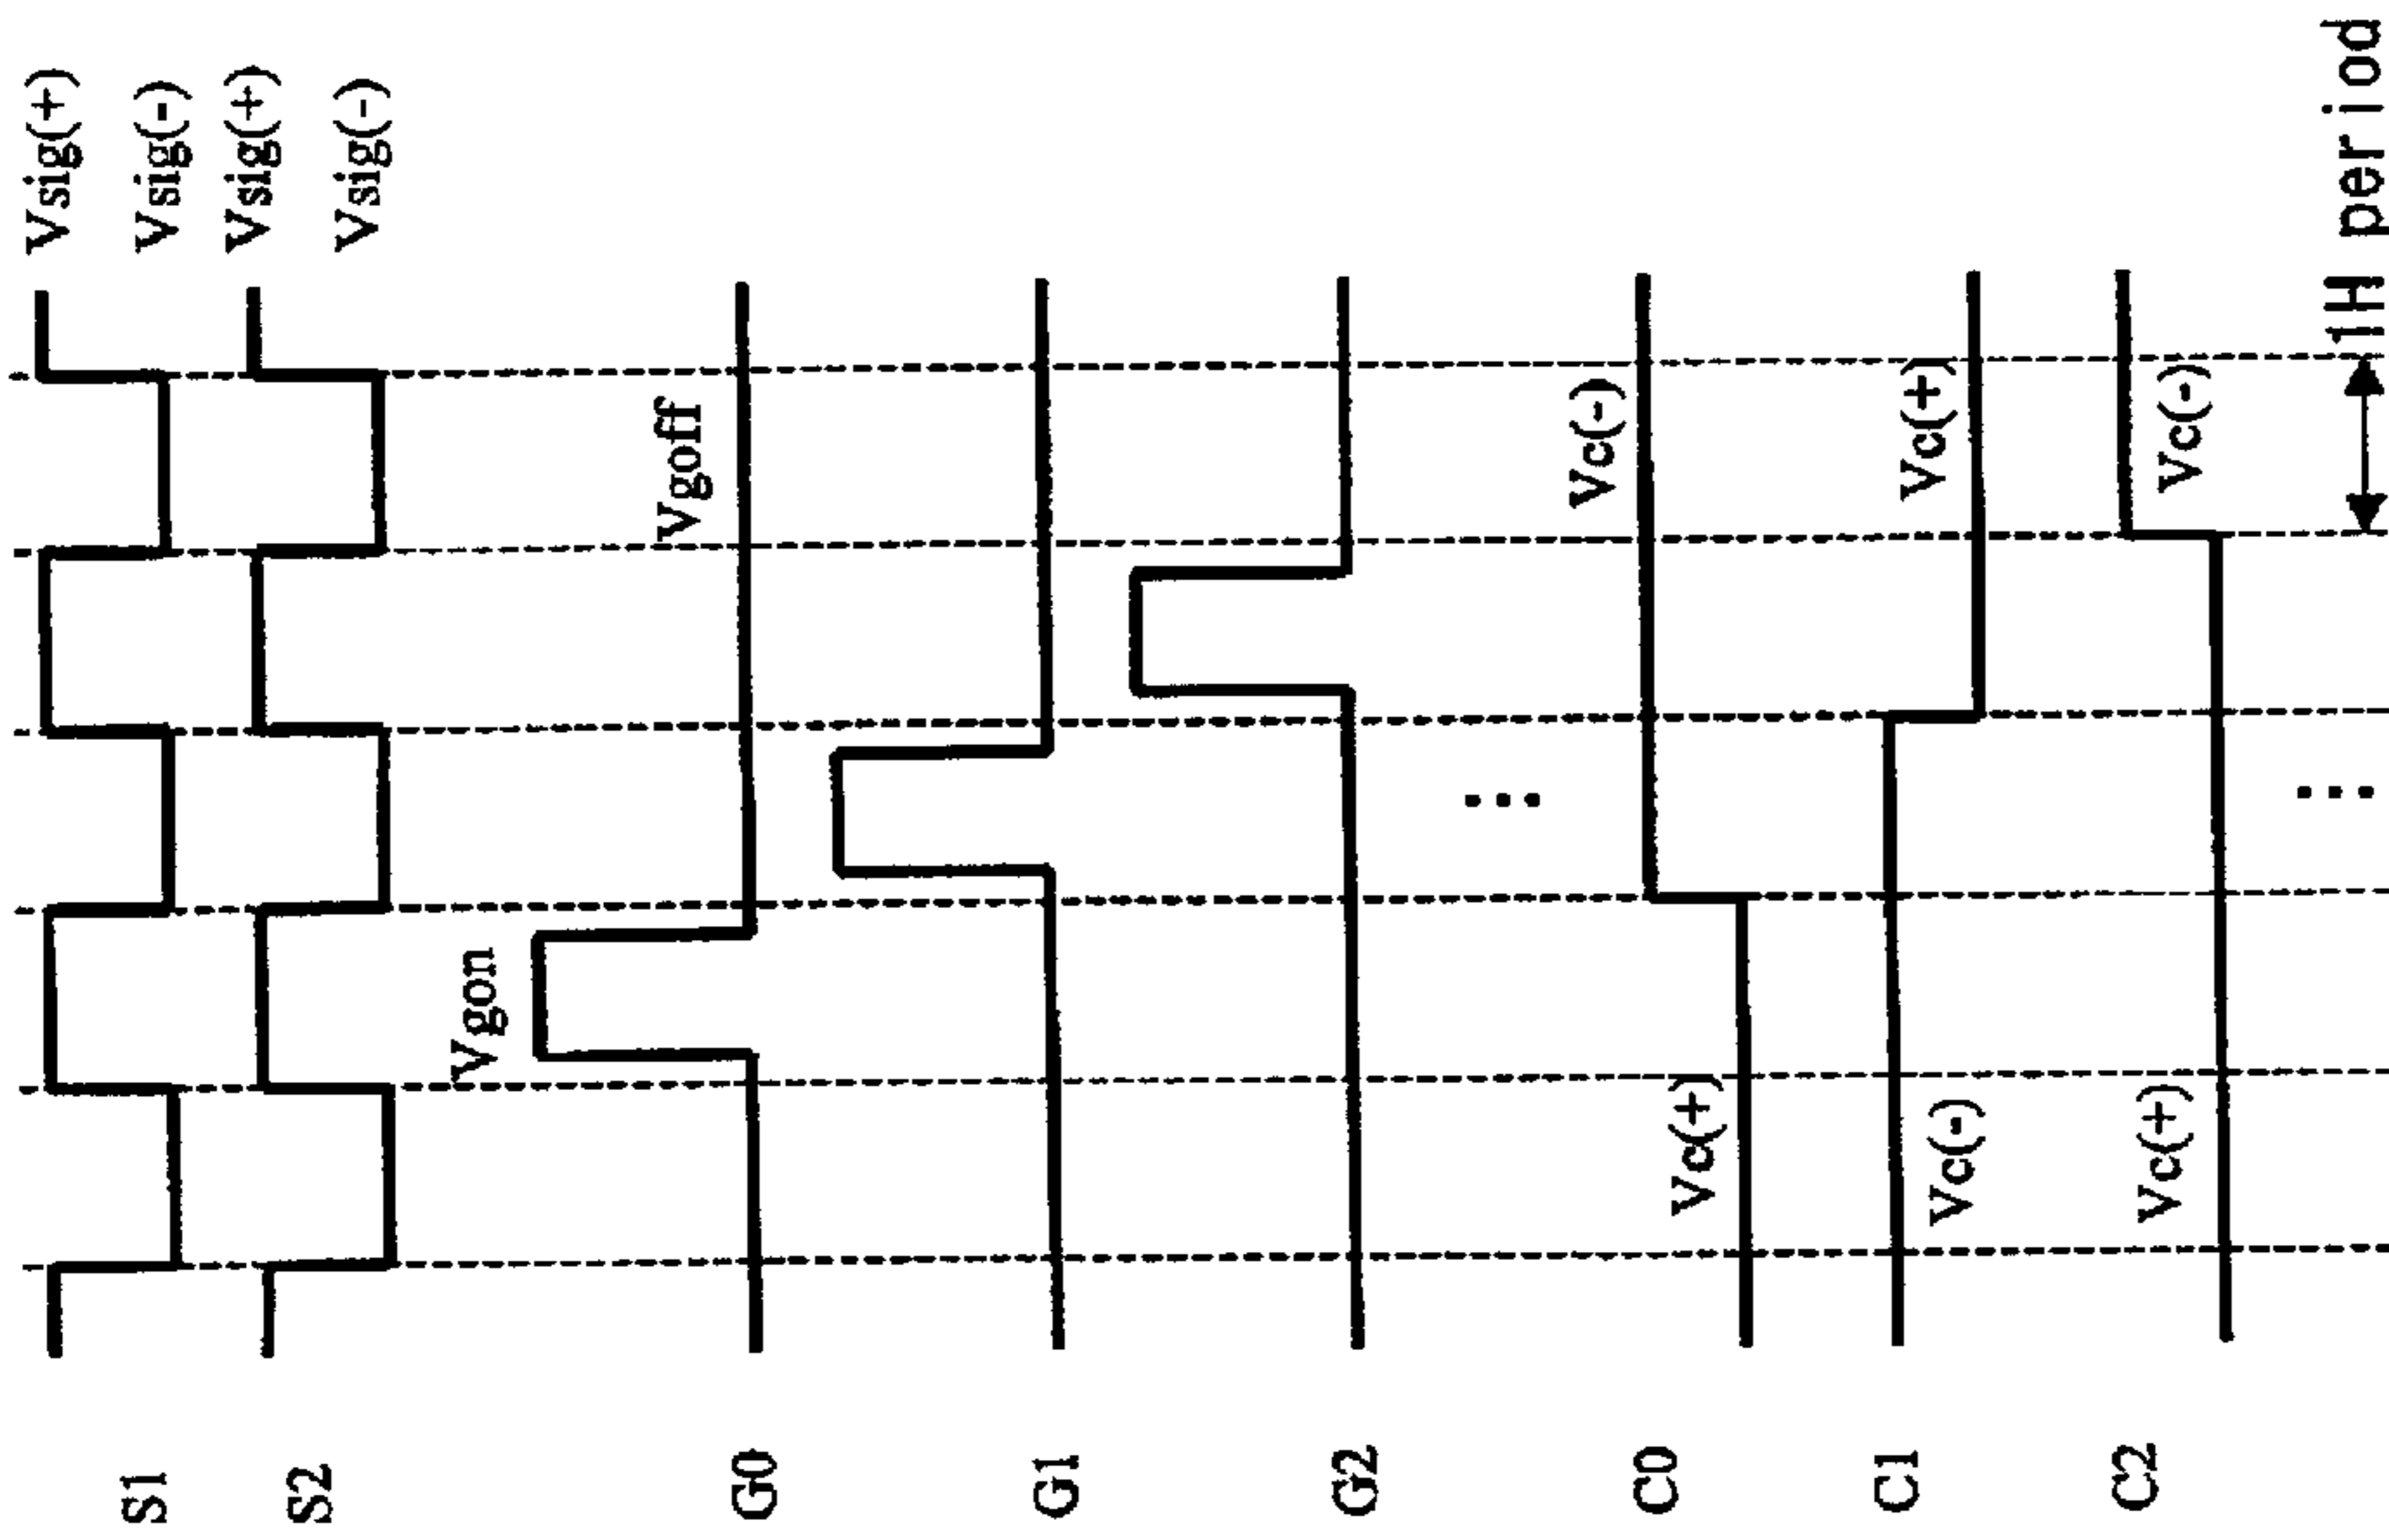 S1
Vsig(+)
Vsig(-)
S2
Vsig(+)
Vsig(-)
Vgon
G0
Vgoff
G1
G2
...
C0
Vc(+)
Vc(-)
C1
Vc(-)
Vc(+)
C2
Vc(+)
Vc(-)
...
1H period